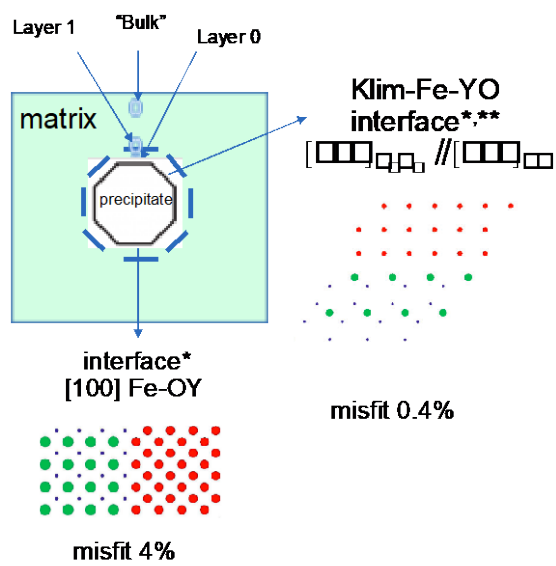 “Bulk”
Layer 1
Layer 0
matrix
precipitate
Klim-Fe-YO
interface*,**
[□□□]□□□□ //[□□□]□□
interface*
[100] Fe-OY
misfit 0.4%
misfit 4%